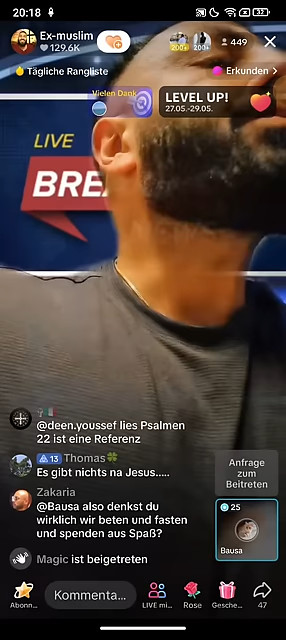 20:18
32
Ex-muslim
129.6K
200+
200+
449
Tägliche Rangliste
Erkunden >
Vielen Dank
LEVEL UP!
27.05.-29.05.
LIVE
BREA
@deen.youssef lies Psalmen
22 ist eine Referenz
13 Thomas🍀
Es gibt nichts na Jesus.....
Zakaria
@Bausa also denkst du
wirklich wir beten und fasten
und spenden aus Spaß?
Magic ist beigetreten
Anfrage
zum
Beitreten
25
Bausa
Abonn...
Kommenta...
LIVE mi...
Rose
Gesche...
47